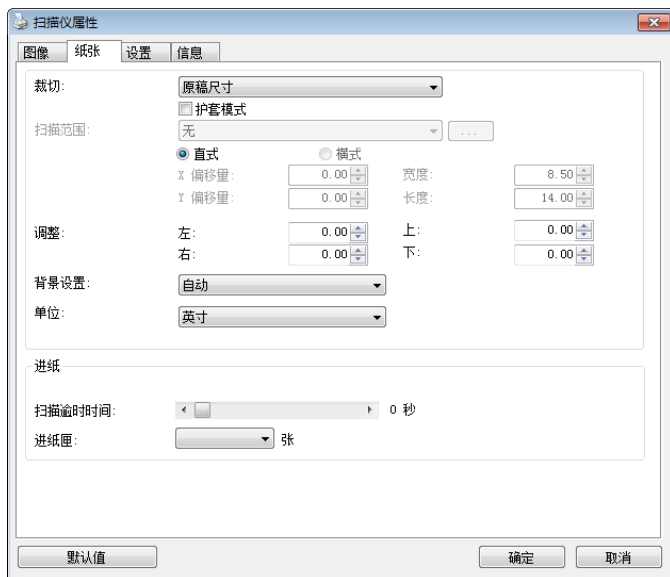 扫描仪属性
图像 纸张 设置 信息
裁切: 原稿尺寸
护套模式
扫描范围: 无 ...
直式 横式
X 偏移量: 0.00 宽度: 8.50
Y 偏移量: 0.00 长度: 14.00
调整: 左: 0.00 上: 0.00
右: 0.00 下: 0.00
背景设置: 自动
单位: 英寸
进纸
扫描逾时时间: 0 秒
进纸匣: 张
默认值 确定 取消